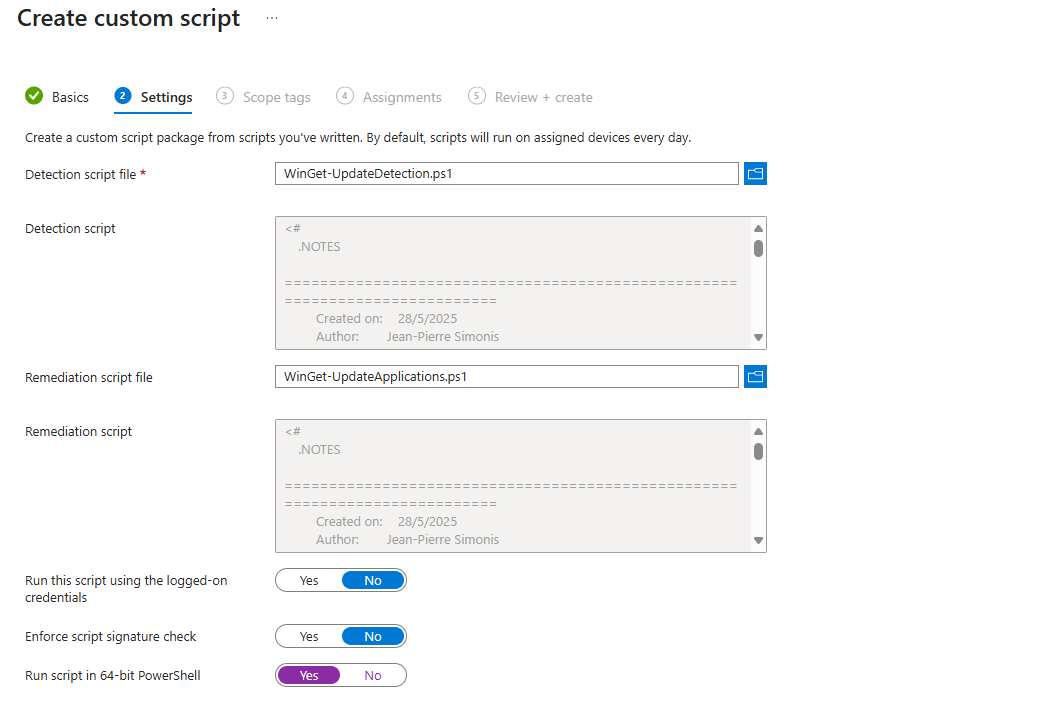 Create custom script ...
Basics
2 Settings
3 Scope tags
4 Assignments
5 Review + create
Create a custom script package from scripts you've written. By default, scripts will run on assigned devices every day.
Detection script file *
WinGet-UpdateDetection.ps1
Detection script
<#
.NOTES
===================================================
========================
Created on: 28/5/2025
Author: Jean-Pierre Simonis
Remediation script file
WinGet-UpdateApplications.ps1
Remediation script
<#
.NOTES
===================================================
========================
Created on: 28/5/2025
Author: Jean-Pierre Simonis
Run this script using the logged-on
credentials
Yes No
Enforce script signature check
Yes No
Run script in 64-bit PowerShell
Yes No